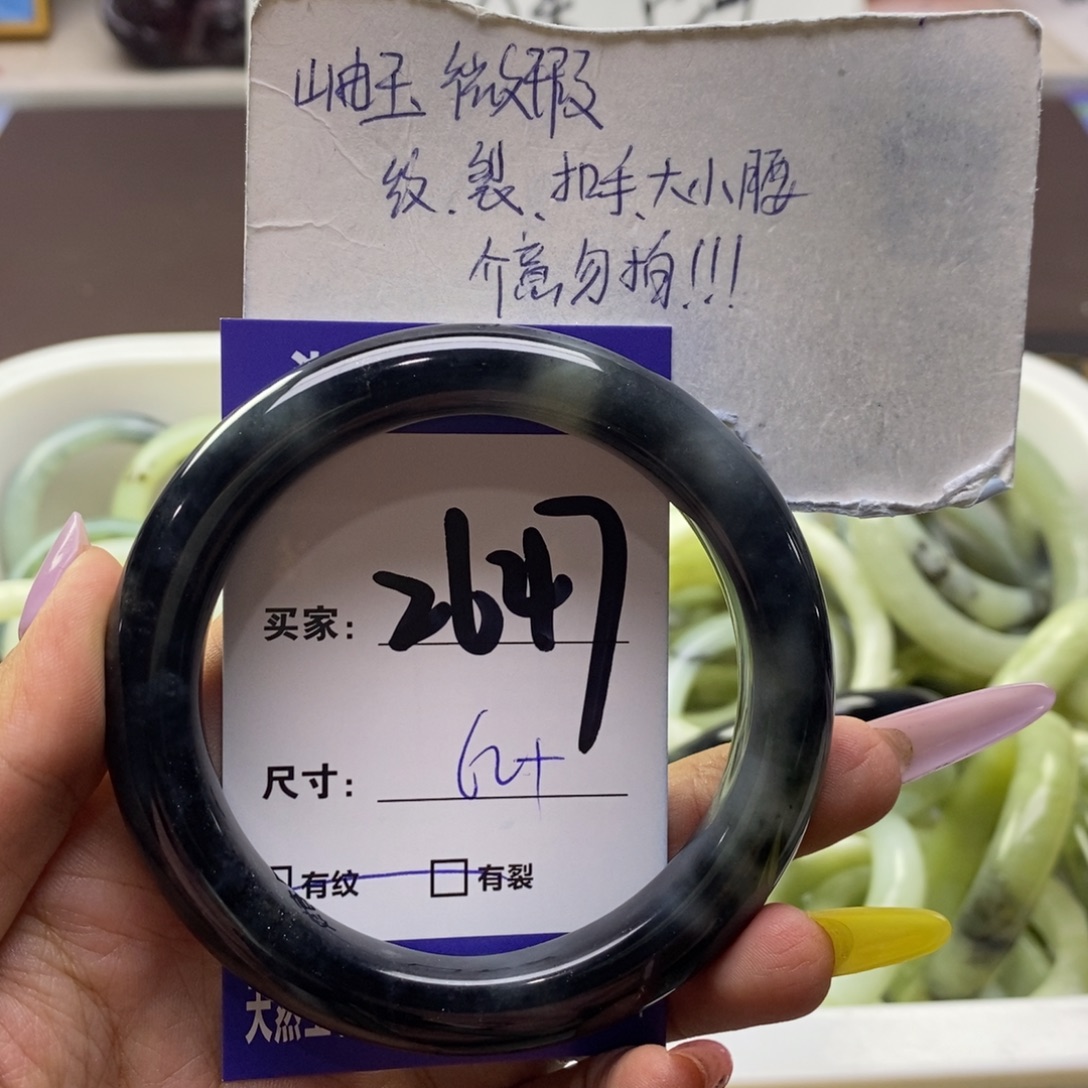 岫玉 微瑕
纹、裂、扣手、大小腰
介意勿拍!!!
买家: 2647
尺寸: 62+
有纹 有裂
天然